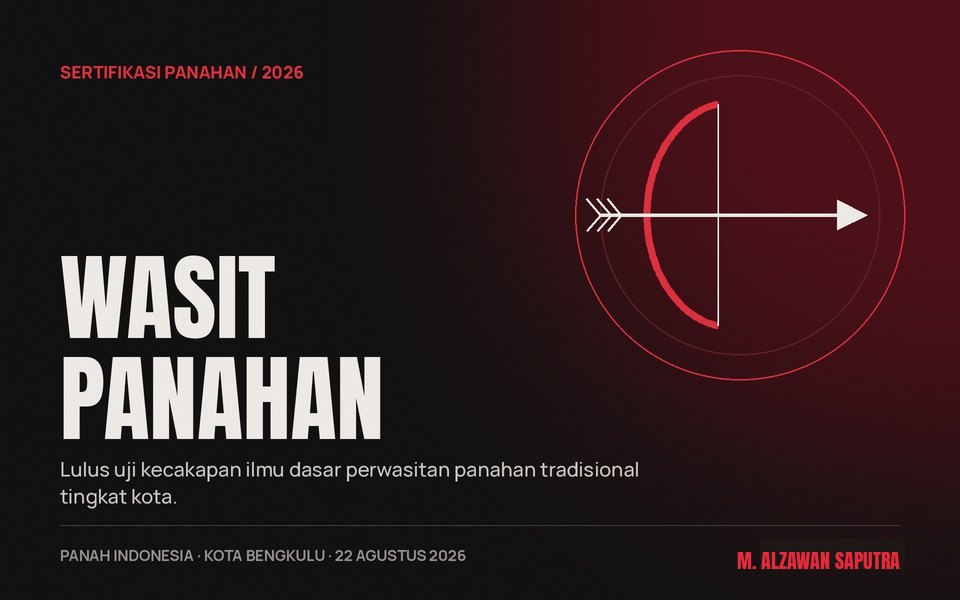 SERTIFIKASI PANAHAN / 2026
WASIT
PANAHAN
Lulus uji kecakapan ilmu dasar perwasitan panahan tradisional
tingkat kota.
PANAH INDONESIA · KOTA BENGKULU · 22 AGUSTUS 2026
M. ALZAWAN SAPUTRA